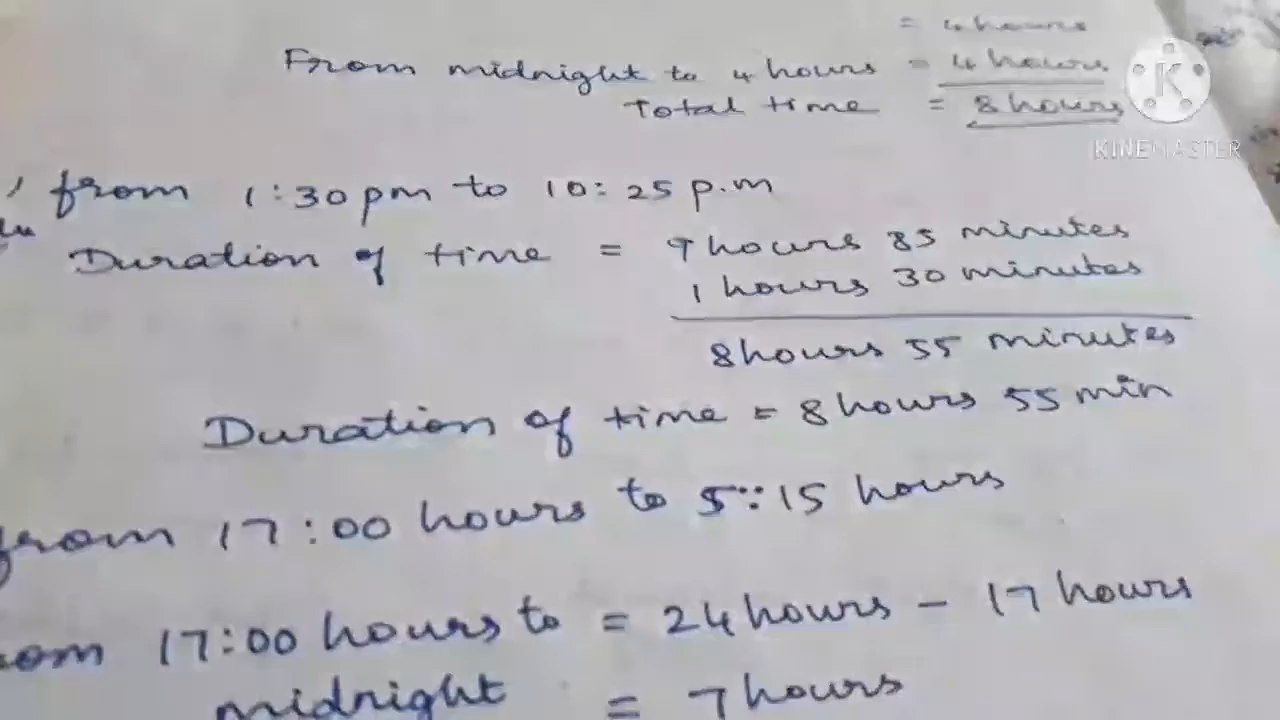 = 4 hours
From midnight to 4 hours = 4 hours
Total time = 8 hours
K
KINEMASTER
, from 1:30 pm to 10:25 p.m
Duration of time = 9 hours 85 minutes
1 hours 30 minutes
8 hours 55 minutes
Duration of time = 8 hours 55 min
from 17:00 hours to 5::15 hours
om 17:00 hours to = 24 hours - 17 hours
midnight = 7 hours